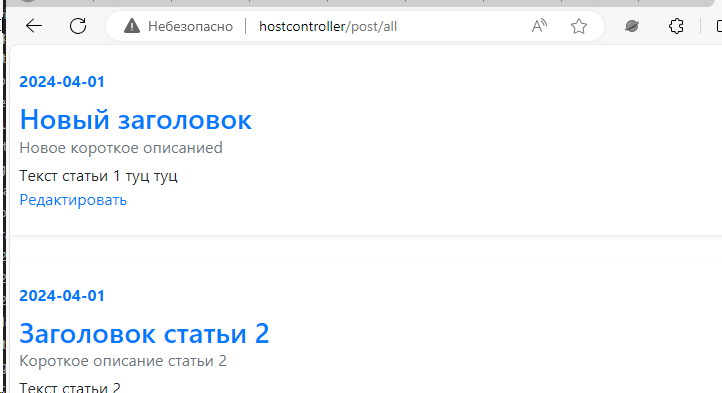 Небезопасно hostcontroller/post/all
2024-04-01
Новый заголовок
Новое короткое описаниеd
Текст статьи 1 туц туц
Редактировать
2024-04-01
Заголовок статьи 2
Короткое описание статьи 2
Текст статьи 2